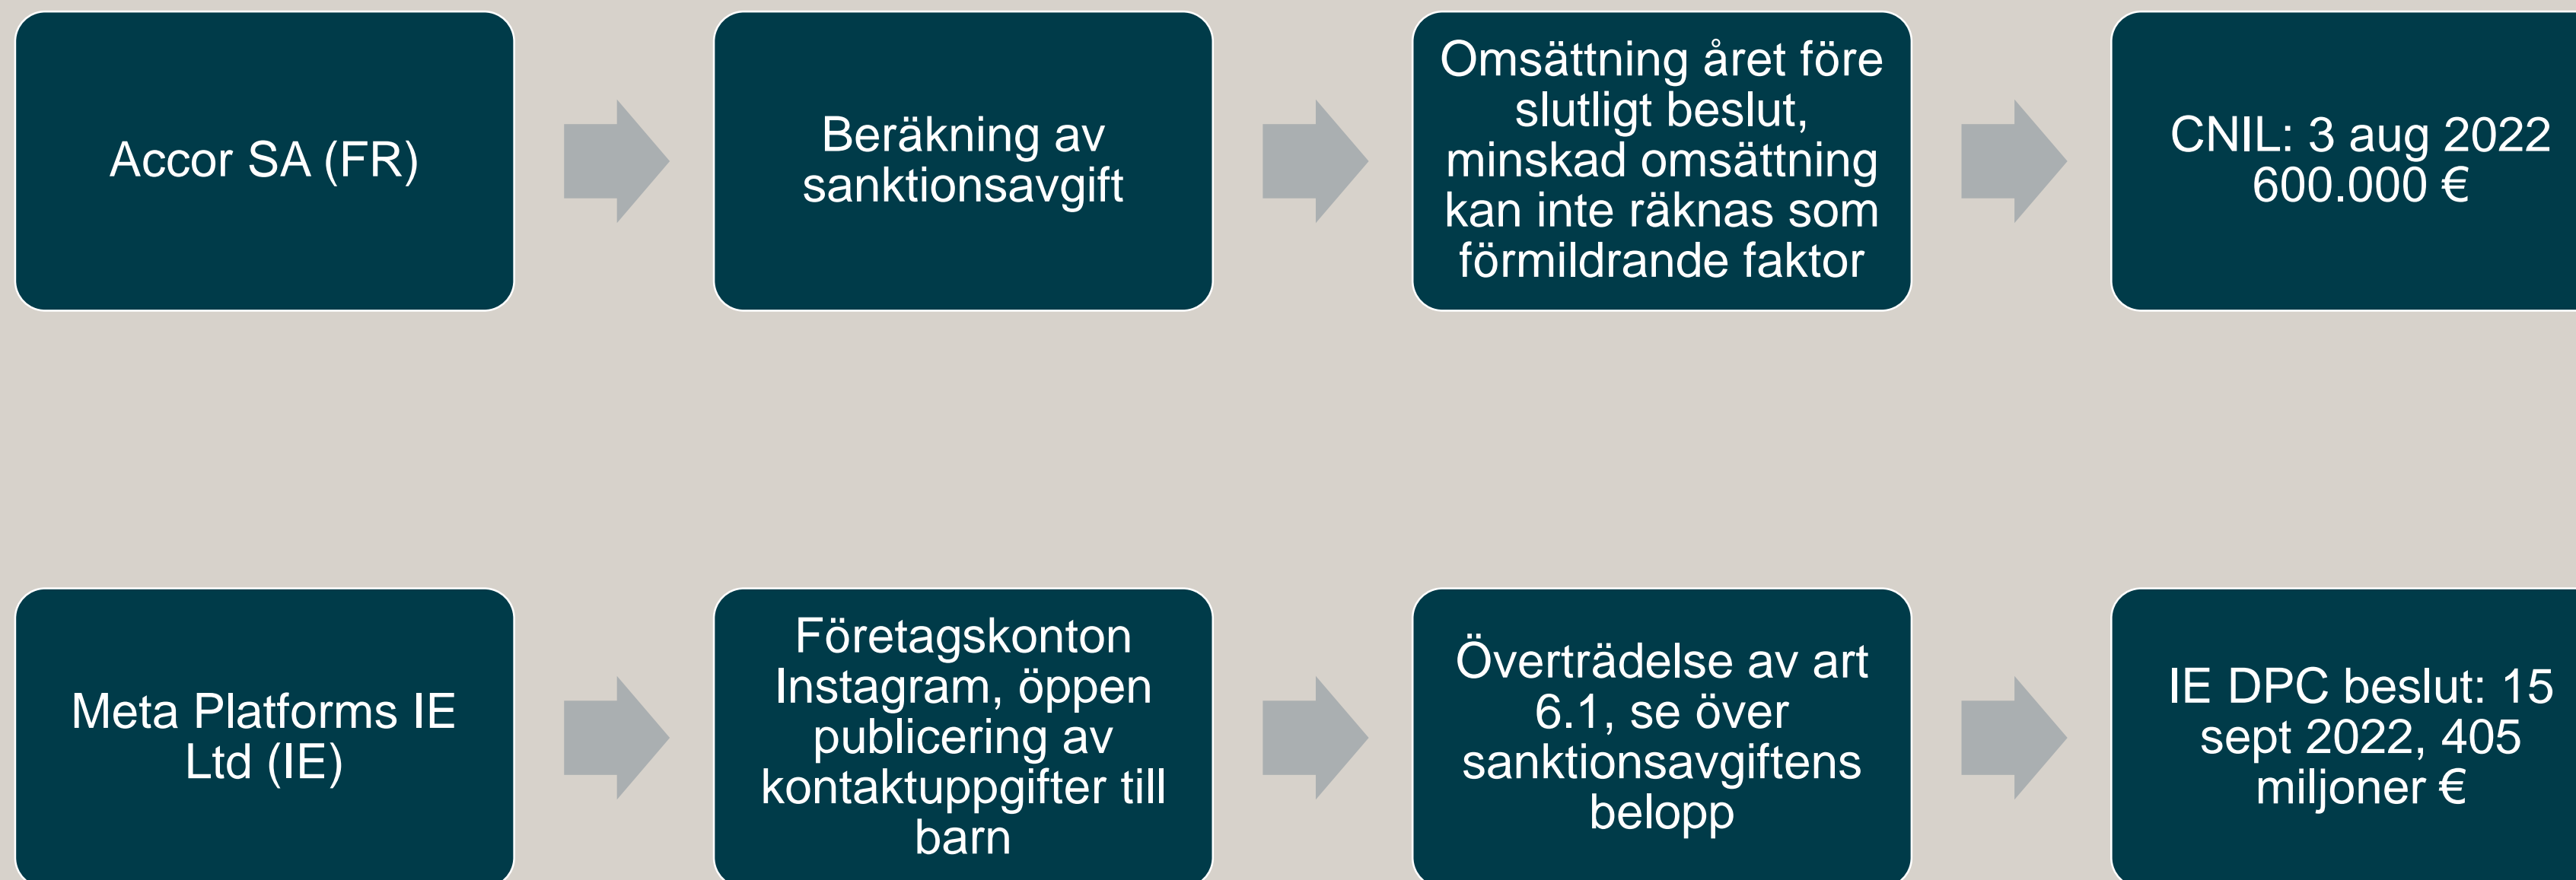 Accor SA (FR)
Beräkning av
sanktionsavgift
Omsättning året före
slutligt beslut,
minskad omsättning
kan inte räknas som
förmildrande faktor
CNIL: 3 aug 2022
600.000 €
Meta Platforms IE
Ltd (IE)
Företagskonton
Instagram, öppen
publicering av
kontaktuppgifter till
barn
Överträdelse av art
6.1, se över
sanktionsavgiftens
belopp
IE DPC beslut: 15
sept 2022, 405
miljoner €